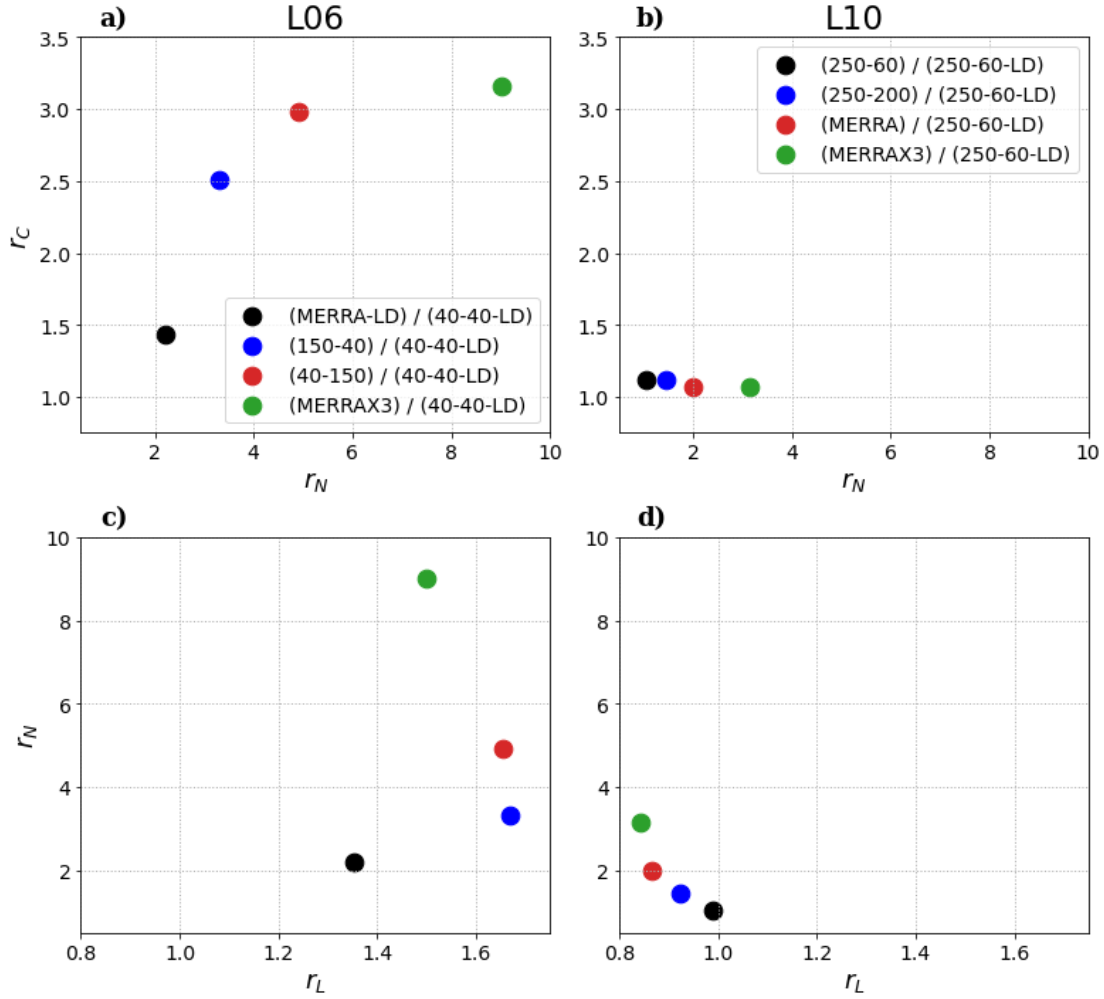 a) L06
3.5
3.0
2.5
2.0
1.5
1.0
r_C
(MERRA-LD) / (40-40-LD)
(150-40) / (40-40-LD)
(40-150) / (40-40-LD)
(MERRAX3) / (40-40-LD)
2 4 6 8 10
r_N
b) L10
3.5
3.0
2.5
2.0
1.5
1.0
(250-60) / (250-60-LD)
(250-200) / (250-60-LD)
(MERRA) / (250-60-LD)
(MERRAX3) / (250-60-LD)
2 4 6 8 10
r_N
c)
10
8
6
4
2
r_N
0.8 1.0 1.2 1.4 1.6
r_L
d)
10
8
6
4
2
0.8 1.0 1.2 1.4 1.6
r_L